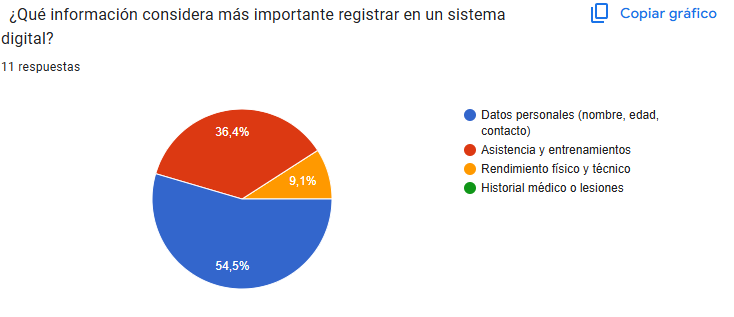 ¿Qué información considera más importante registrar en un sistema
digital?
Copiar gráfico
11 respuestas
36,4%
9,1%
54,5%
Datos personales (nombre, edad,
contacto)
Asistencia y entrenamientos
Rendimiento físico y técnico
Historial médico o lesiones